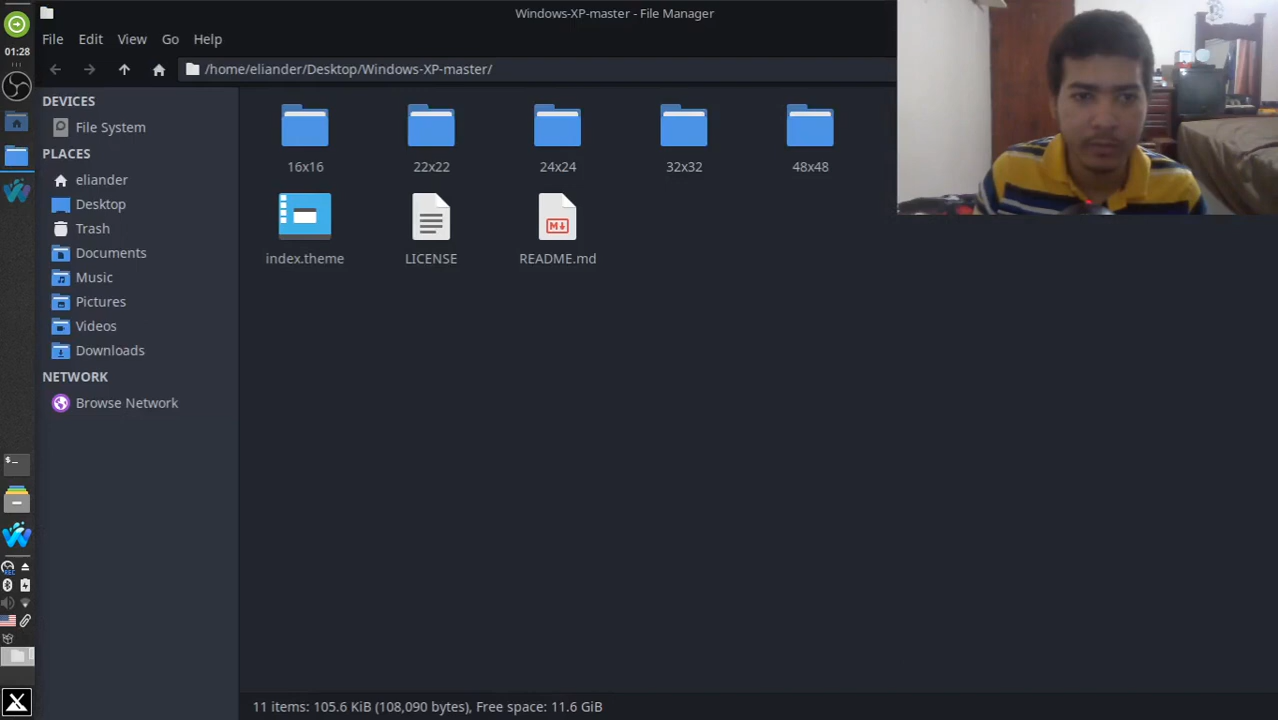 Windows-XP-master - File Manager
01:28
File Edit View Go Help
/home/eliander/Desktop/Windows-XP-master/
DEVICES
File System
PLACES
eliander
Desktop
Trash
Documents
Music
Pictures
Videos
Downloads
NETWORK
Browse Network
16x16 22x22 24x24 32x32 48x48
index.theme LICENSE README.md
$_
REC
11 items: 105.6 KiB (108,090 bytes), Free space: 11.6 GiB